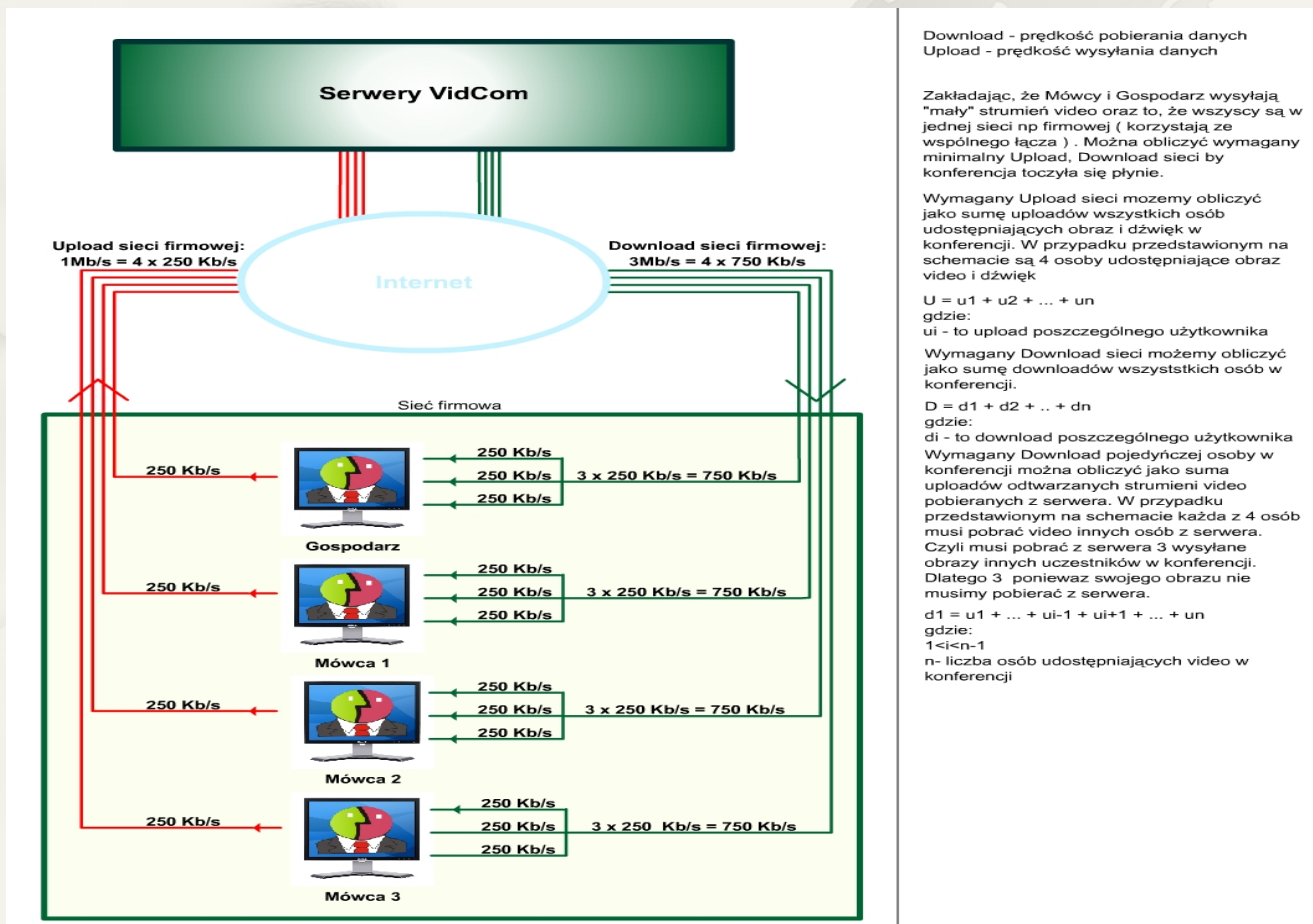 Serwery VidCom
Upload sieci firmowej:
1Mb/s = 4 x 250 Kb/s
Download sieci firmowej:
3Mb/s = 4 x 750 Kb/s
Internet
Sieć firmowa
250 Kb/s
250 Kb/s
250 Kb/s
250 Kb/s
3 x 250 Kb/s = 750 Kb/s
Gospodarz
250 Kb/s
250 Kb/s
250 Kb/s
250 Kb/s
3 x 250 Kb/s = 750 Kb/s
Mówca 1
250 Kb/s
250 Kb/s
250 Kb/s
250 Kb/s
3 x 250 Kb/s = 750 Kb/s
Mówca 2
250 Kb/s
250 Kb/s
250 Kb/s
250 Kb/s
3 x 250  Kb/s = 750 Kb/s
Mówca 3
Download - prędkość pobierania danych
Upload - prędkość wysyłania danych
Zakładając, że Mówcy i Gospodarz wysyłają
"mały" strumień video oraz to, że wszyscy są w
jednej sieci np firmowej ( korzystają ze
wspólnego łącza ) . Można obliczyć wymagany
minimalny Upload, Download sieci by
konferencja toczyła się płynie.
Wymagany Upload sieci mozemy obliczyć
jako sumę uploadów wszystkich osób
udostępniających obraz i dźwięk w
konferencji. W przypadku przedstawionym na
schemacie są 4 osoby udostępniające obraz
video i dźwięk
U = u1 + u2 + ... + un
gdzie:
ui - to upload poszczególnego użytkownika
Wymagany Download sieci możemy obliczyć
jako sumę downloadów wszyststkich osób w
konferencji.
D = d1 + d2 + .. + dn
gdzie:
di - to download poszczególnego użytkownika
Wymagany Download pojedyńczej osoby w
konferencji można obliczyć jako suma
uploadów odtwarzanych strumieni video
pobieranych z serwera. W przypadku
przedstawionym na schemacie każda z 4 osób
musi pobrać video innych osób z serwera.
Czyli musi pobrać z serwera 3 wysyłane
obrazy innych uczestników w konferencji.
Dlatego 3  poniewaz swojego obrazu nie
musimy pobierać z serwera.
d1 = u1 + ... + ui-1 + ui+1 + ... + un
gdzie:
1<i<n-1
n- liczba osób udostępniających video w
konferencji